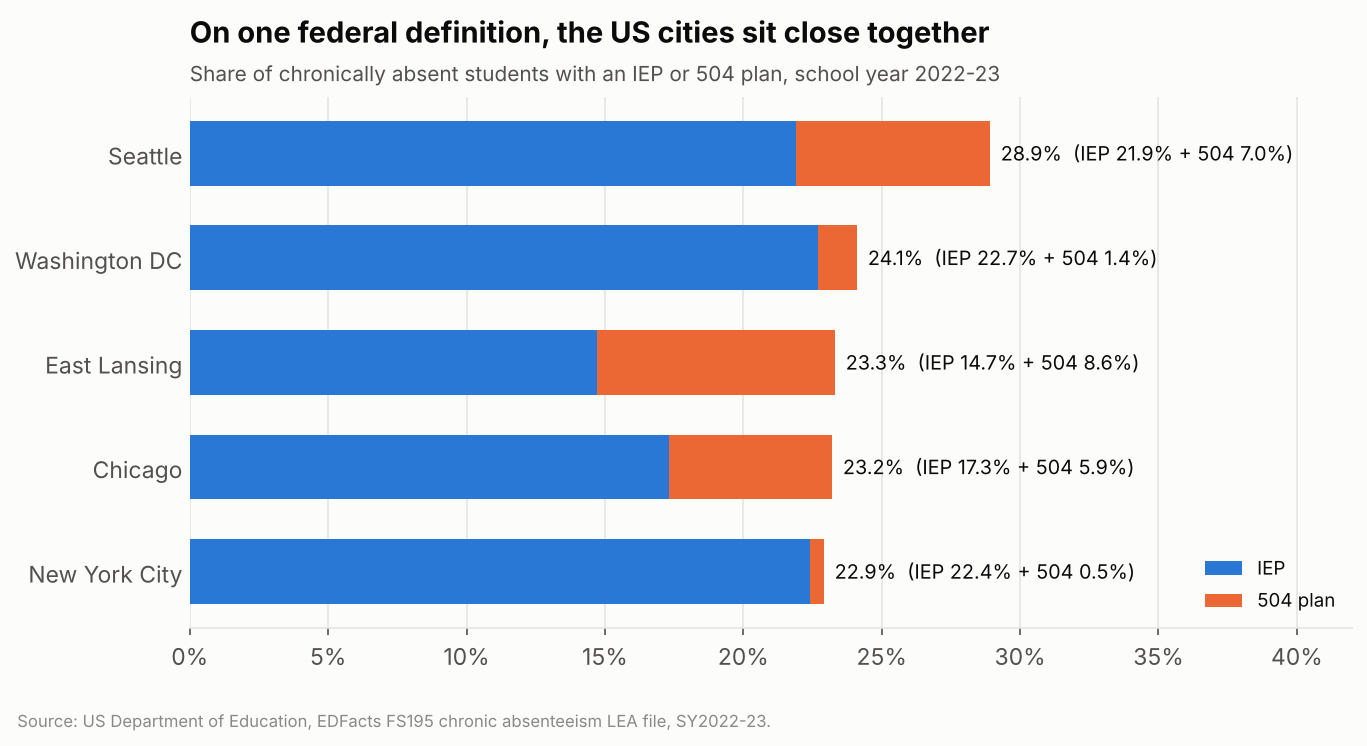 On one federal definition, the US cities sit close together
Share of chronically absent students with an IEP or 504 plan, school year 2022-23
Seattle
28.9% (IEP 21.9% + 504 7.0%)
Washington DC
24.1% (IEP 22.7% + 504 1.4%)
East Lansing
23.3% (IEP 14.7% + 504 8.6%)
Chicago
23.2% (IEP 17.3% + 504 5.9%)
New York City
22.9% (IEP 22.4% + 504 0.5%)
IEP
504 plan
0% 5% 10% 15% 20% 25% 30% 35% 40%
Source: US Department of Education, EDFacts FS195 chronic absenteeism LEA file, SY2022-23.